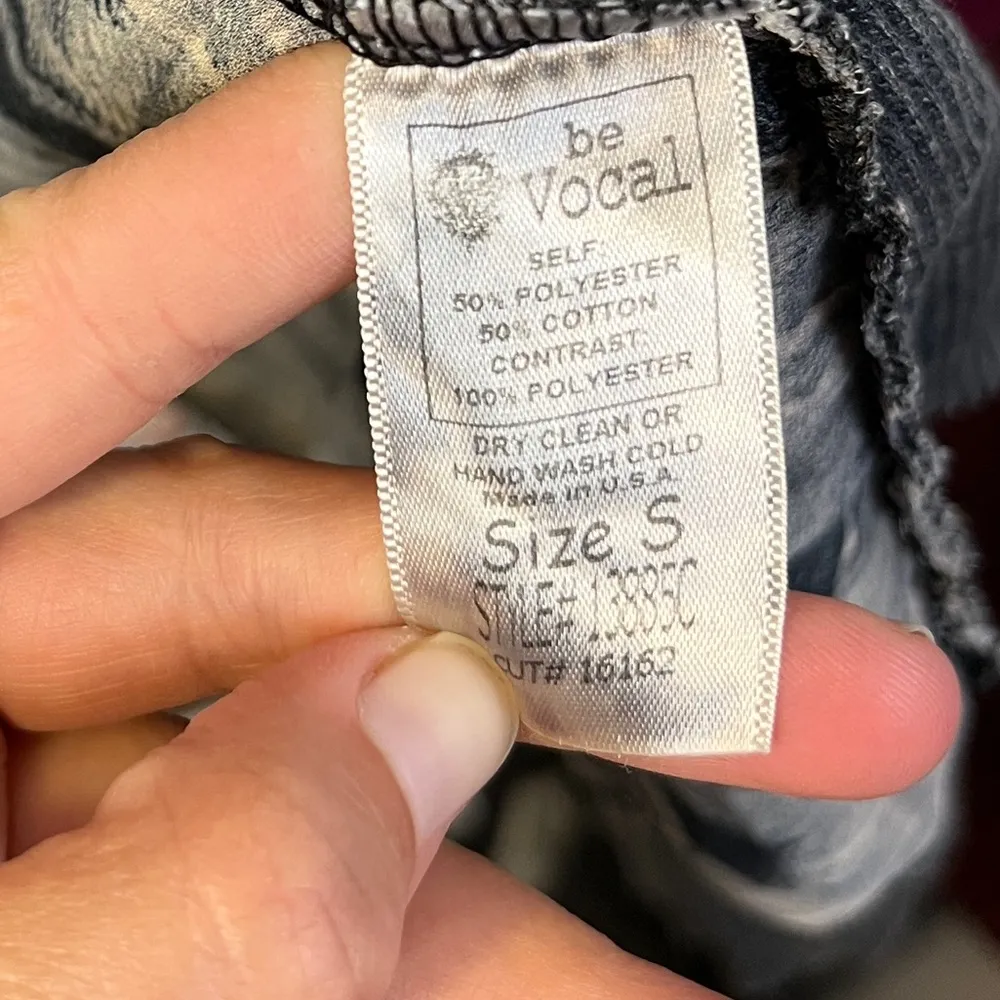 be
Vocal
SELF:
50% POLYESTER
50% COTTON
CONTRAST:
100% POLYESTER
DRY CLEAN OR
HAND WASH COLD
Made in U.S.A
Size S
STYLE#
CUT# 16162